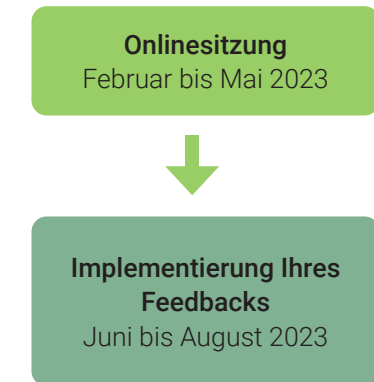 Onlinesitzung
Februar bis Mai 2023
Implementierung Ihres
Feedbacks
Juni bis August 2023